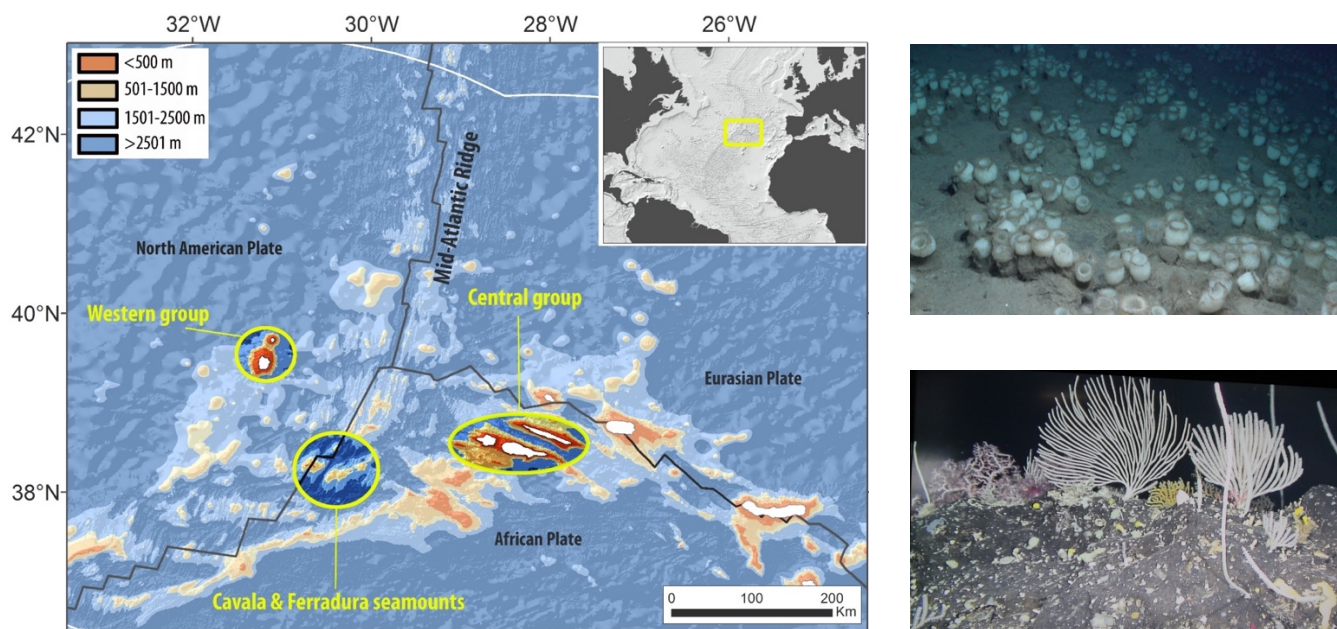 32°W 30°W 28°W 26°W
<500 m
501-1500 m
1501-2500 m
>2501 m
42°N
Mid-Atlantic Ridge
North American Plate
40°N
Central group
Western group
Eurasian Plate
38°N
African Plate
Cavala & Ferradura seamounts
0 100 200
Km